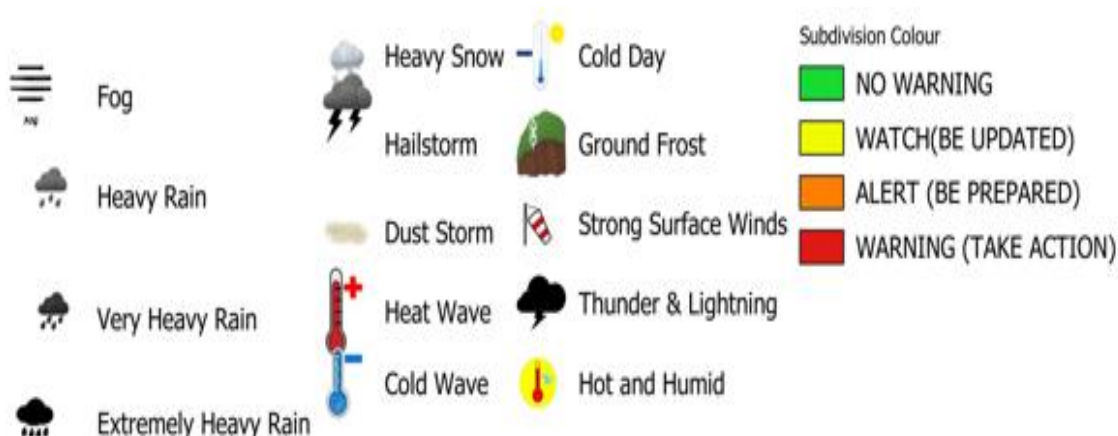 Fog
Heavy Rain
Very Heavy Rain
Extremely Heavy Rain
Heavy Snow
Hailstorm
Dust Storm
Heat Wave
Cold Wave
Cold Day
Ground Frost
Strong Surface Winds
Thunder & Lightning
Hot and Humid
Subdivision Colour
NO WARNING
WATCH(BE UPDATED)
ALERT (BE PREPARED)
WARNING (TAKE ACTION)